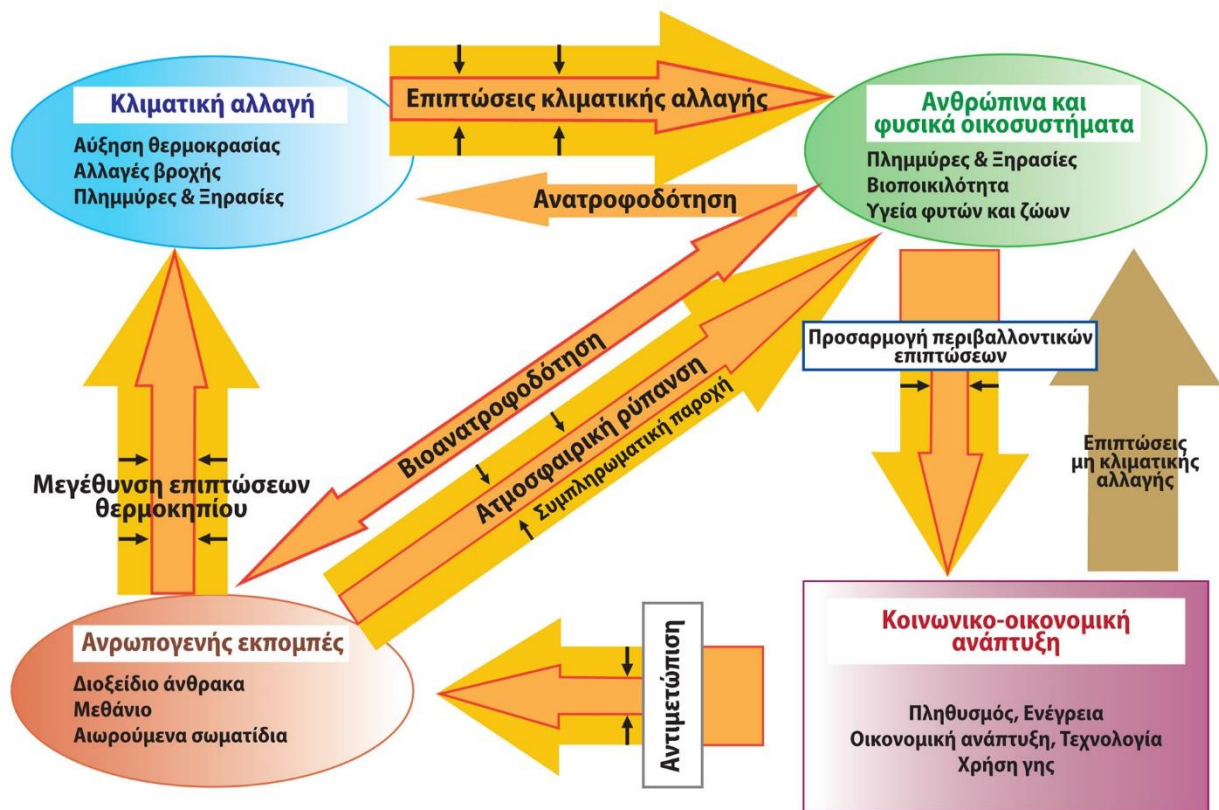 Κλιματική αλλαγή
Αύξηση θερμοκρασίας
Αλλαγές βροχής
Πλημμύρες & Ξηρασίες
Επιπτώσεις κλιματικής αλλαγής
Ανατροφοδότηση
Ανθρώπινα και
φυσικά οικοσυστήματα
Πλημμύρες & Ξηρασίες
Βιοποικιλότητα
Υγεία φυτών και ζώων
Προσαρμογή περιβαλλοντικών
επιπτώσεων
Επιπτώσεις
μη κλιματικής
αλλαγής
Βιοανατροφοδότηση
Ατμοσφαιρική ρύπανση
Συμπληρωματική παροχή
Μεγέθυνση επιπτώσεων
θερμοκηπίου
Ανρωπογενής εκπομπές
Διοξείδιο άνθρακα
Μεθάνιο
Αιωρούμενα σωματίδια
Αντιμετώπιση
Κοινωνικο-οικονομική
ανάπτυξη
Πληθυσμός, Ενέγρεια
Οικονομική ανάπτυξη, Τεχνολογία
Χρήση γης